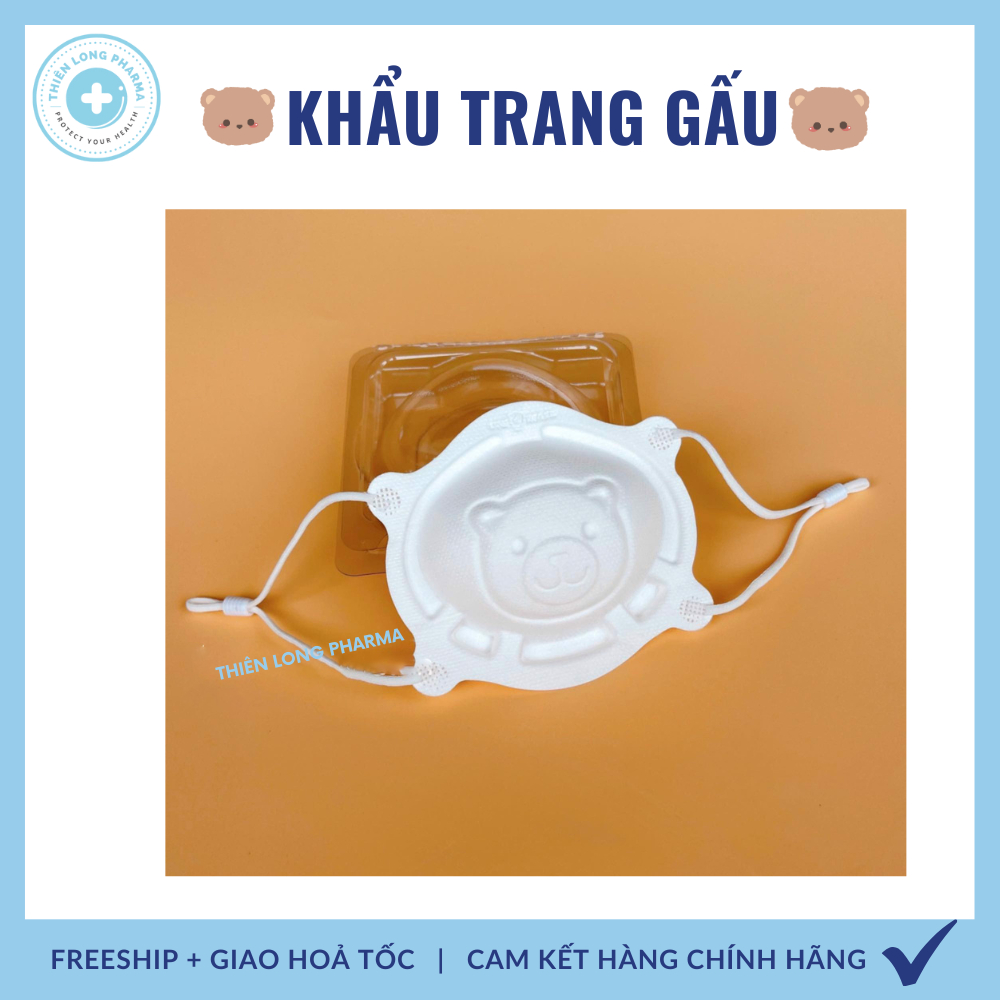 THIÊN LONG PHARMA
PROTECT YOUR HEALTH
KHẨU TRANG GẤU
THIÊN LONG PHARMA
FREESHIP + GIAO HOẢ TỐC | CAM KẾT HÀNG CHÍNH HÃNG